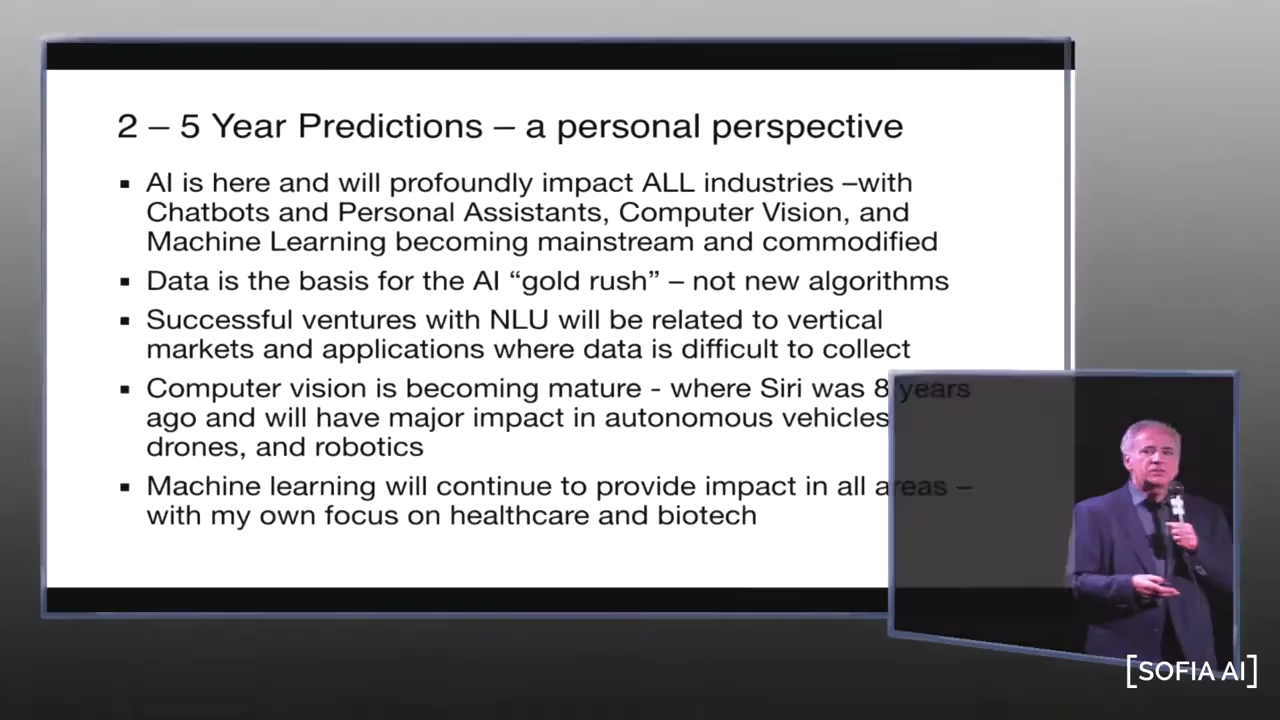 2 – 5 Year Predictions – a personal perspective
▪ AI is here and will profoundly impact ALL industries –with
Chatbots and Personal Assistants, Computer Vision, and
Machine Learning becoming mainstream and commodified
▪ Data is the basis for the AI “gold rush” – not new algorithms
▪ Successful ventures with NLU will be related to vertical
markets and applications where data is difficult to collect
▪ Computer vision is becoming mature - where Siri was 8 years
ago and will have major impact in autonomous vehicles
drones, and robotics
▪ Machine learning will continue to provide impact in all areas –
with my own focus on healthcare and biotech
[SOFIA AI]